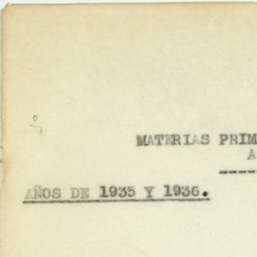 MATERIAS PRIM
A
AÑOS DE 1935 Y 1936.